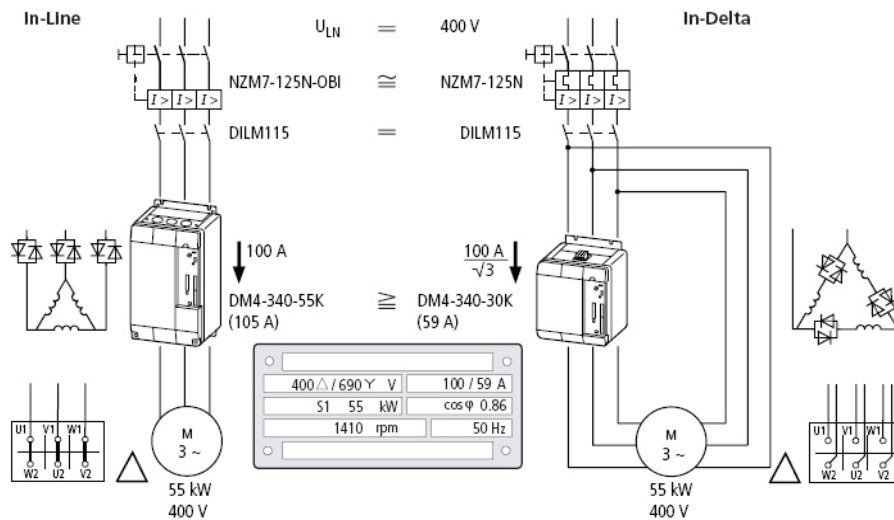 In-Line
U_LN = 400 V
In-Delta
NZM7-125N-OBI ≅ NZM7-125N
I > I > I >
I > I > I >
DILM115 = DILM115
100 A
100 A
√3
DM4-340-55K ≧ DM4-340-30K
(105 A)
(59 A)
400 △ / 690 Y V
100 / 59 A
S1 55 kW
cos φ 0.86
1410 rpm
50 Hz
U1 V1 W1
W2 U2 V2
M
3 ~
55 kW
400 V
M
3 ~
55 kW
400 V
U1 V1 W1
W2 U2 V2